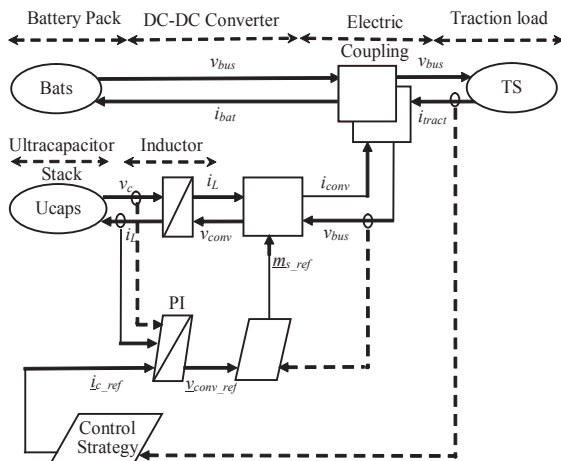 Battery Pack DC-DC Converter Electric Traction load
Coupling
v_bus v_bus
Bats TS
i_bat i_tract
Ultracapacitor Inductor
Stack
v_c i_L i_conv
Ucaps
i_L v_conv v_bus
m_s_ref
PI
i_c_ref v_conv_ref
Control
Strategy